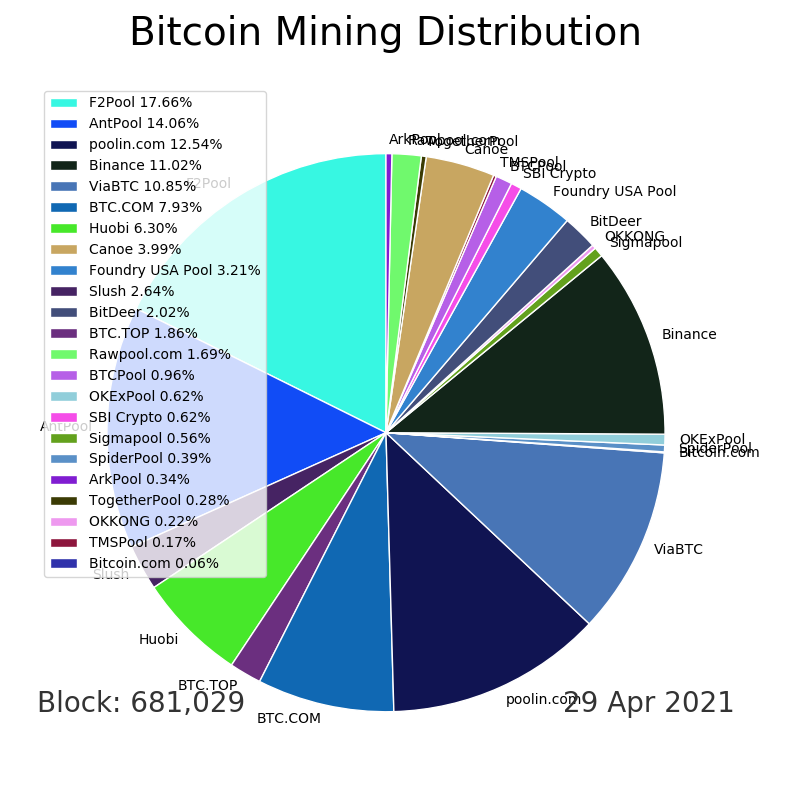 Bitcoin Mining Distribution
F2Pool 17.66%
AntPool 14.06%
poolin.com 12.54%
Binance 11.02%
ViaBTC 10.85%
BTC.COM 7.93%
Huobi 6.30%
Canoe 3.99%
Foundry USA Pool 3.21%
Slush 2.64%
BitDeer 2.02%
BTC.TOP 1.86%
Rawpool.com 1.69%
BTCPool 0.96%
OKExPool 0.62%
SBI Crypto 0.62%
Sigmapool 0.56%
SpiderPool 0.39%
ArkPool 0.34%
TogetherPool 0.28%
OKKONG 0.22%
TMSPool 0.17%
Bitcoin.com 0.06%
ArkPool
Rawpool.com
TogetherPool
Canoe
TMSPool
BTCPool
SBI Crypto
Foundry USA Pool
BitDeer
OKKONG
Sigmapool
Binance
OKExPool
SpiderPool
Bitcoin.com
ViaBTC
poolin.com
BTC.COM
BTC.TOP
Huobi
Slush
AntPool
F2Pool
Block: 681,029
29 Apr 2021